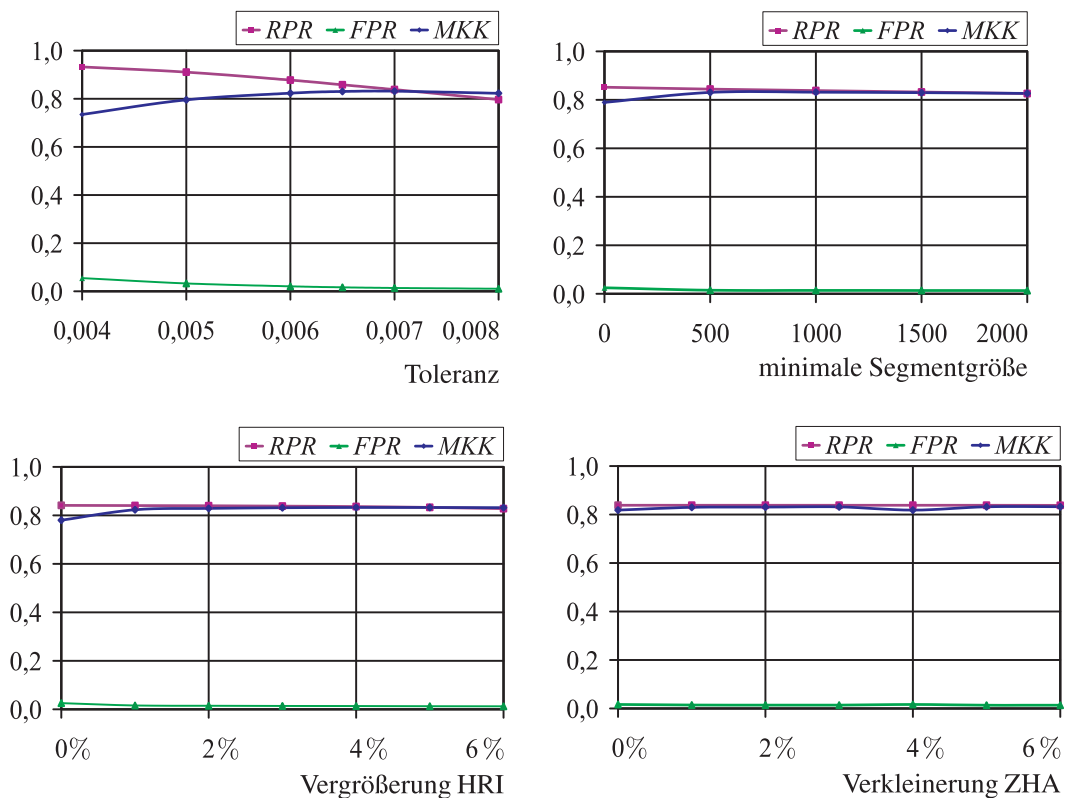 RPR FPR MKK
1,0
0,8
0,6
0,4
0,2
0,0
0,004 0,005 0,006 0,007 0,008
Toleranz
RPR FPR MKK
1,0
0,8
0,6
0,4
0,2
0,0
0 500 1000 1500 2000
minimale Segmentgröße
RPR FPR MKK
1,0
0,8
0,6
0,4
0,2
0,0
0% 2% 4% 6%
Vergrößerung HRI
RPR FPR MKK
1,0
0,8
0,6
0,4
0,2
0,0
0% 2% 4% 6%
Verkleinerung ZHA